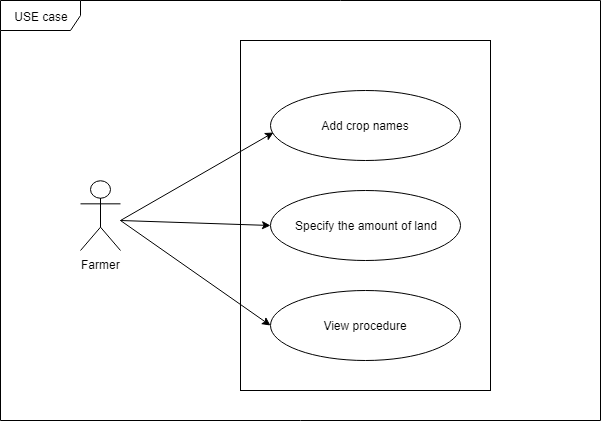 USE case
Add crop names
Specify the amount of land
Farmer
View procedure